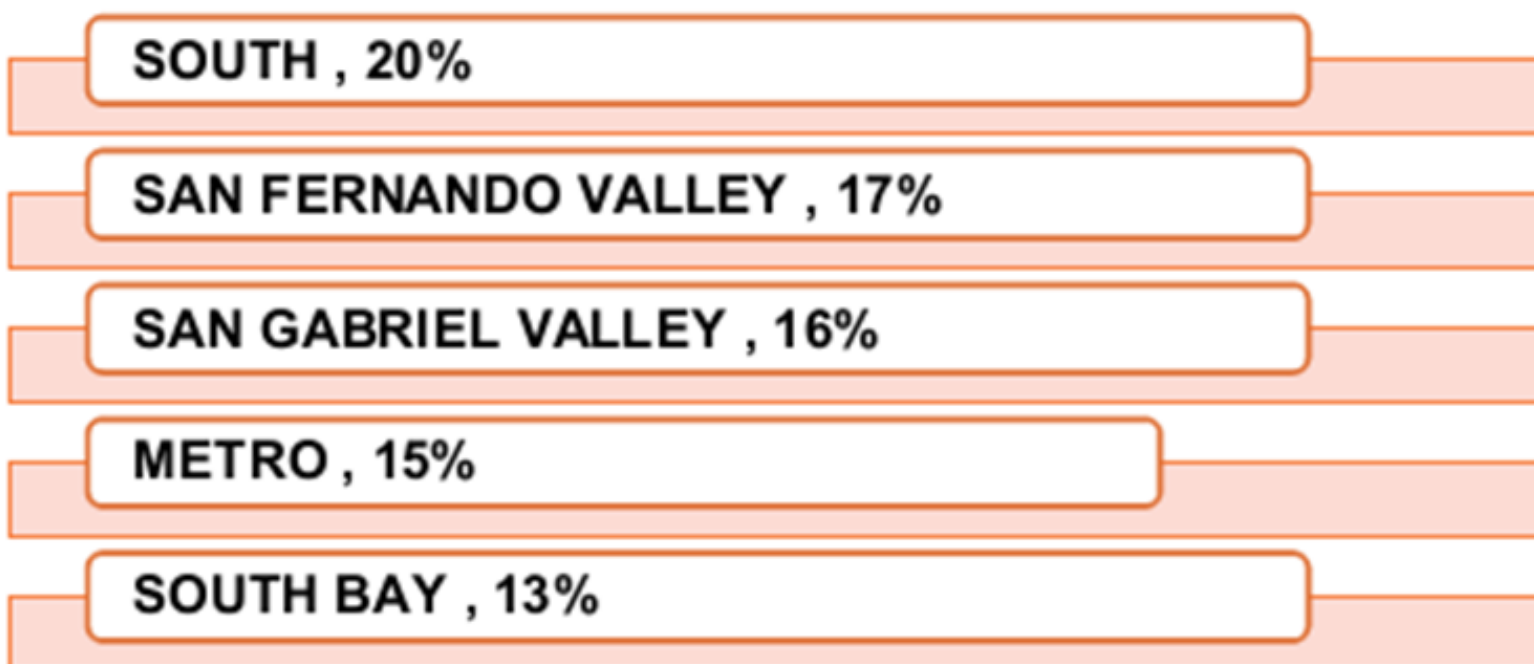 SOUTH , 20%
SAN FERNANDO VALLEY , 17%
SAN GABRIEL VALLEY , 16%
METRO , 15%
SOUTH BAY , 13%